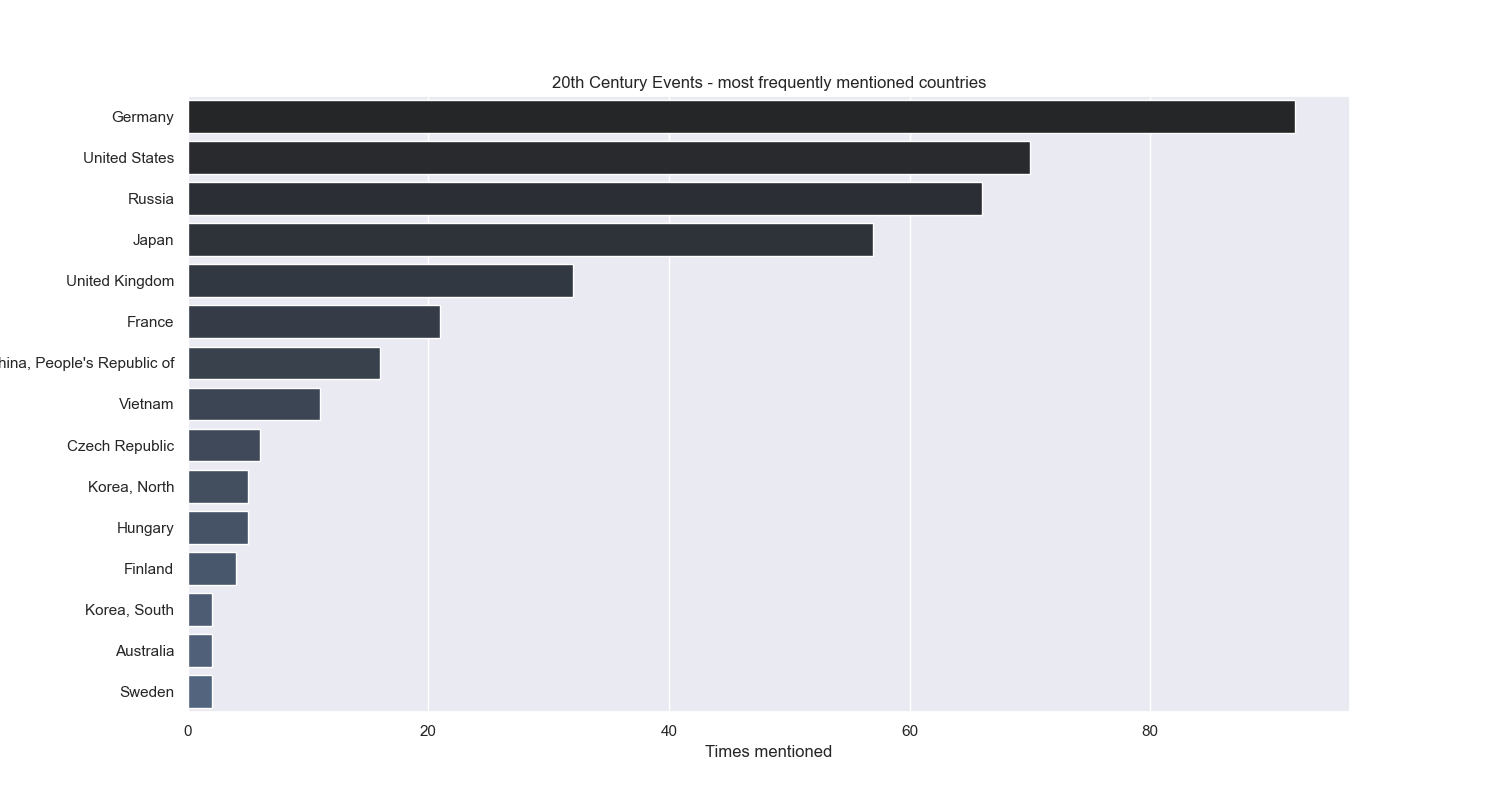 20th Century Events - most frequently mentioned countries
Germany
United States
Russia
Japan
United Kingdom
France
hina, People's Republic of
Vietnam
Czech Republic
Korea, North
Hungary
Finland
Korea, South
Australia
Sweden
0 20 40 60 80
Times mentioned